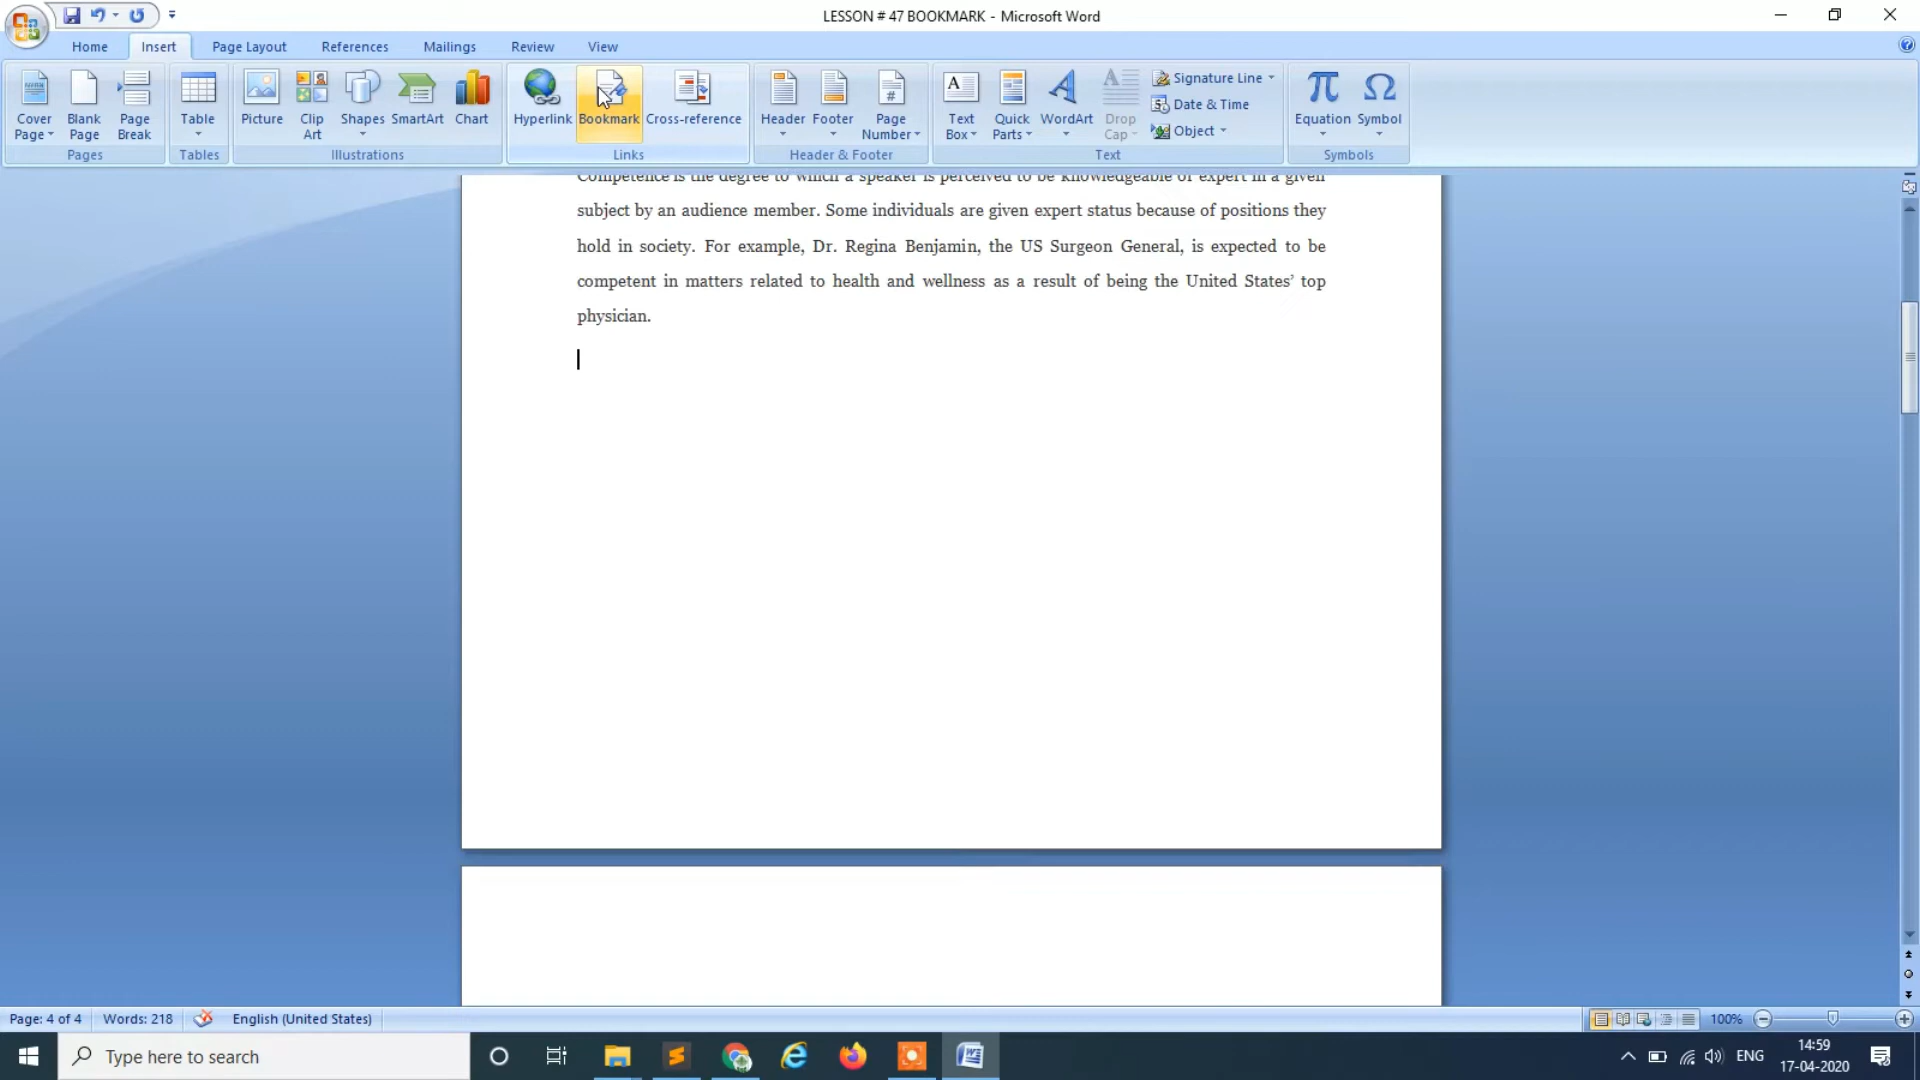 LESSON # 47 BOOKMARK - Microsoft Word
Home Insert Page Layout References Mailings Review View
Cover Page
Blank Page
Page Break
Table
Picture
Clip Art
Shapes
SmartArt
Chart
Hyperlink
Bookmark
Cross-reference
Header
Footer
Page Number
Text Box
Quick Parts
WordArt
Drop Cap
Signature Line
Date & Time
Object
Equation
Symbol
Pages Tables Illustrations Links Header & Footer Text Symbols
Competence is the degree to which a speaker is perceived to be knowledgeable or expert in a given
subject by an audience member. Some individuals are given expert status because of positions they
hold in society. For example, Dr. Regina Benjamin, the US Surgeon General, is expected to be
competent in matters related to health and wellness as a result of being the United States’ top
physician.
Page: 4 of 4 Words: 218 English (United States) 100%
Type here to search ENG 14:59
17-04-2020